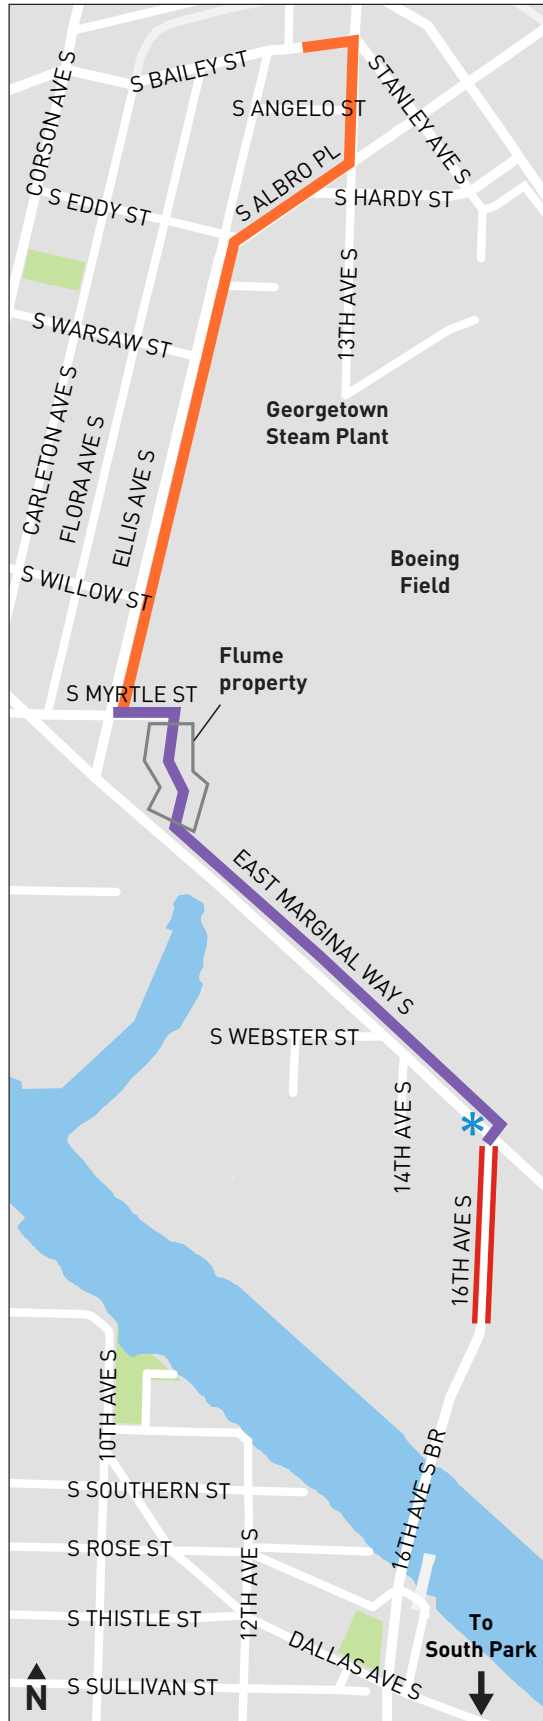 S BAILEY ST
CORSON AVE S
STANLEY AVE S
S ANGELO ST
S ALBRO PL
S EDDY ST
S HARDY ST
13TH AVE S
S WARSAW ST
Georgetown
Steam Plant
CARLETON AVE S
FLORA AVE S
ELLIS AVE S
Boeing
Field
S WILLOW ST
Flume
property
S MYRTLE ST
EAST MARGINAL WAY S
S WEBSTER ST
14TH AVE S
*
16TH AVE S
10TH AVE S
16TH AVE S BR
S SOUTHERN ST
S ROSE ST
12TH AVE S
S THISTLE ST
To
South Park
DALLAS AVE S
S SULLIVAN ST
N